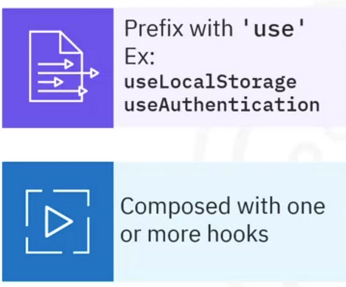 Prefix with 'use'
Ex:
useLocalStorage
useAuthentication
Composed with one
or more hooks